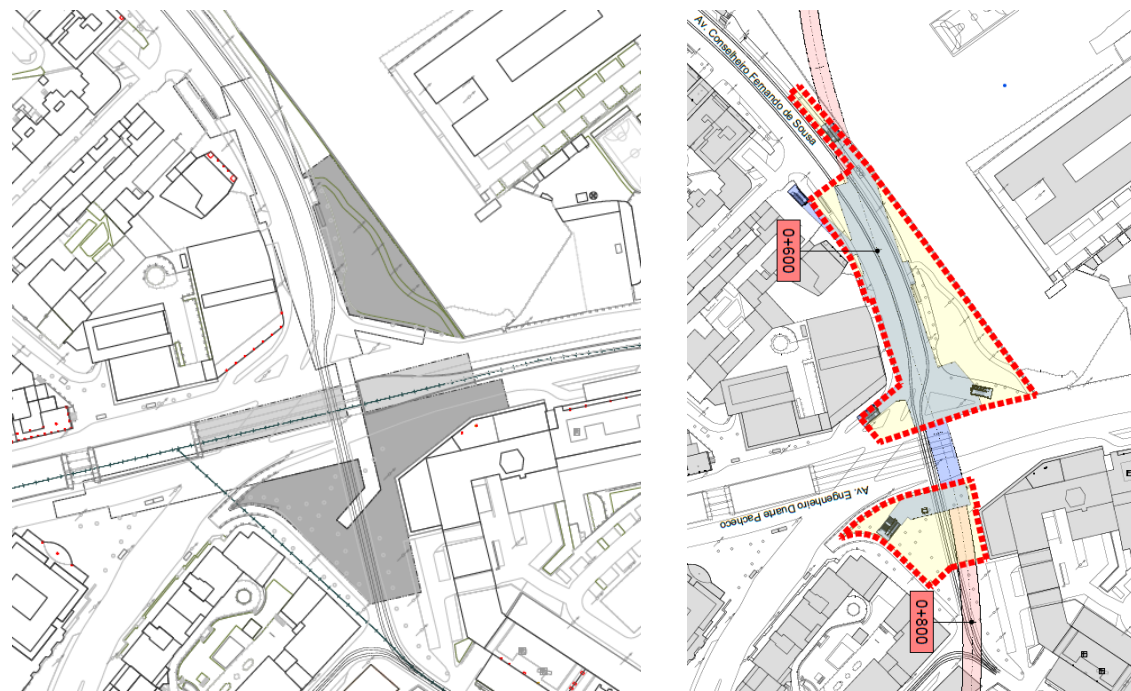 Av. Conselheiro Fernando de Sousa
0+600
Av. Engenheiro Duarte Pacheco
0+800